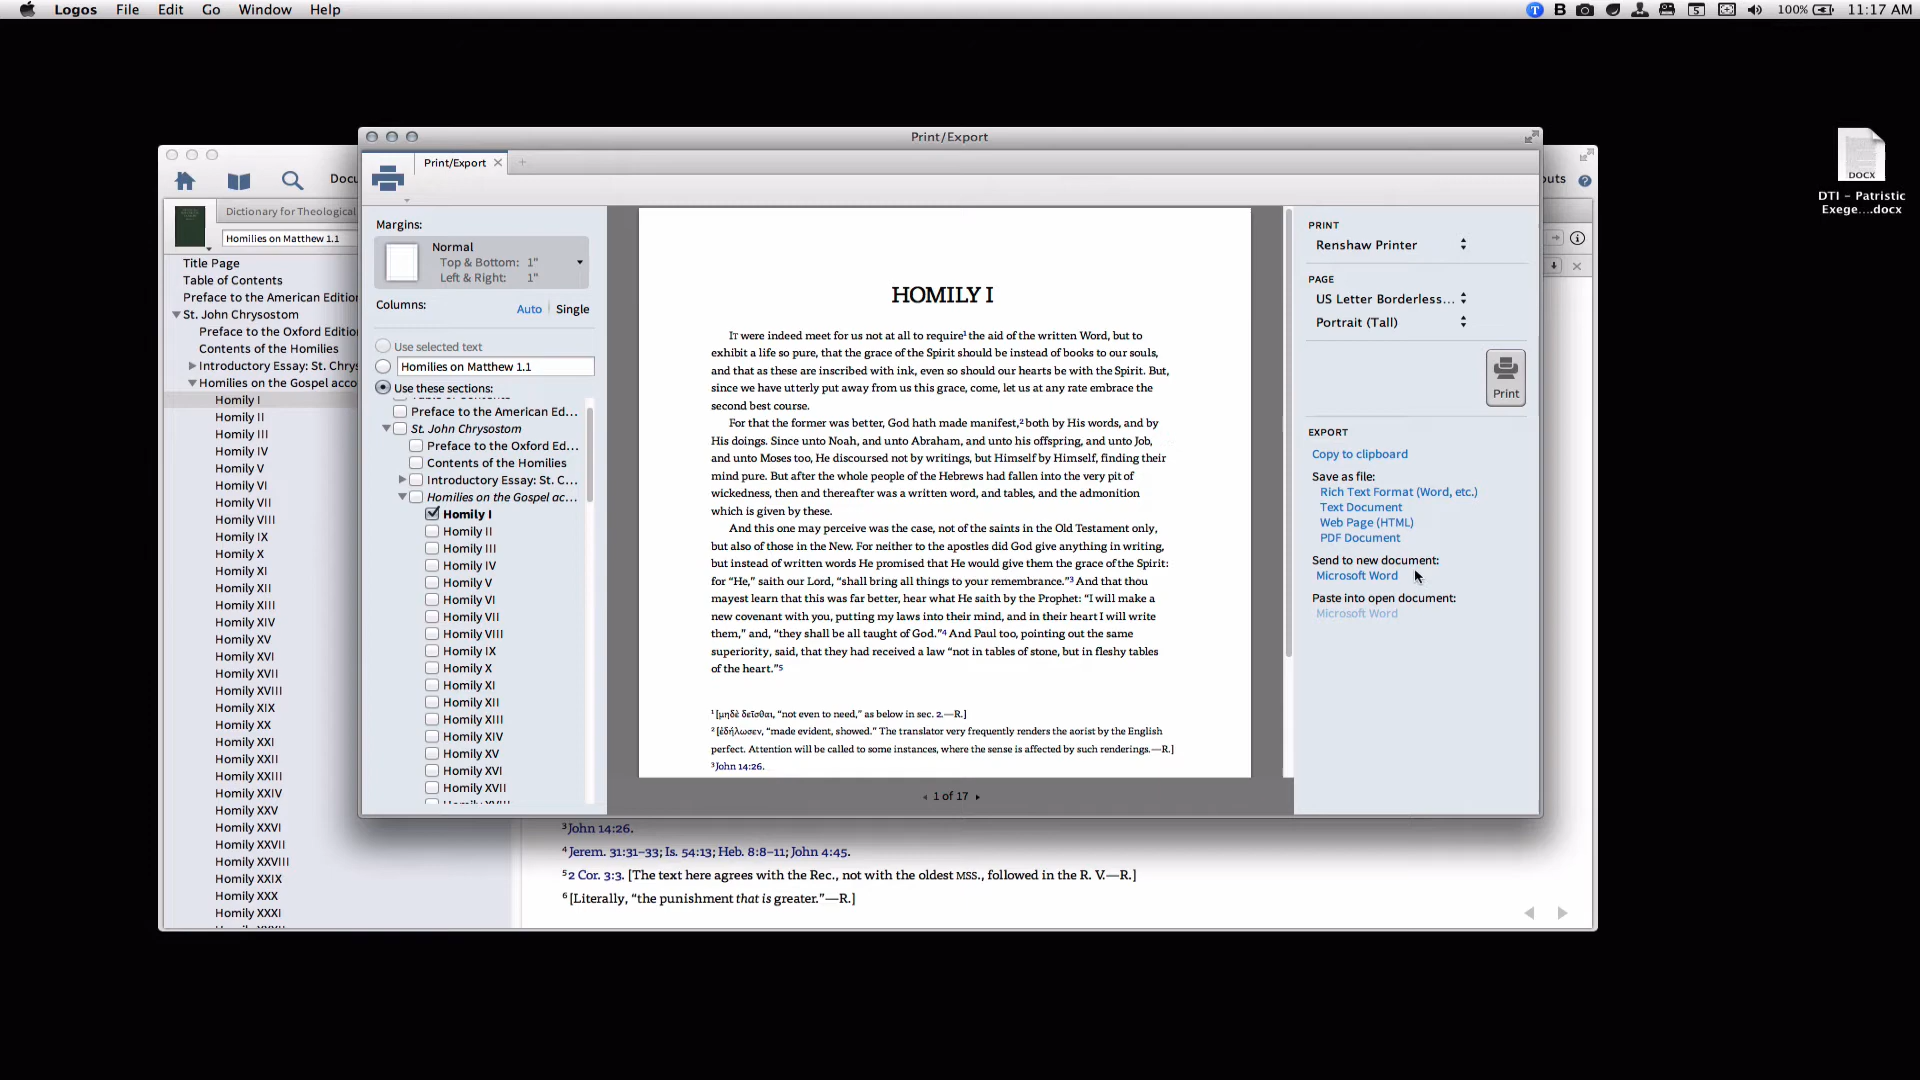 Logos File Edit Go Window Help
T B 5 100% 11:17 AM
Print/Export
Print/Export
Docu
outs
Dictionary for Theological
Homilies on Matthew 1.1
Title Page
Table of Contents
Preface to the American Editio
St. John Chrysostom
Preface to the Oxford Editio
Contents of the Homilies
Introductory Essay: St. Chrys
Homilies on the Gospel acco
Homily I
Homily II
Homily III
Homily IV
Homily V
Homily VI
Homily VII
Homily VIII
Homily IX
Homily X
Homily XI
Homily XII
Homily XIII
Homily XIV
Homily XV
Homily XVI
Homily XVII
Homily XVIII
Homily XIX
Homily XX
Homily XXI
Homily XXII
Homily XXIII
Homily XXIV
Homily XXV
Homily XXVI
Homily XXVII
Homily XXVIII
Homily XXIX
Homily XXX
Homily XXXI
Margins:
Normal
Top & Bottom: 1"
Left & Right: 1"
Columns: Auto Single
Use selected text
Homilies on Matthew 1.1
Use these sections:
Preface to the American Ed...
St. John Chrysostom
Preface to the Oxford Ed...
Contents of the Homilies
Introductory Essay: St. C...
Homilies on the Gospel ac...
Homily I
Homily II
Homily III
Homily IV
Homily V
Homily VI
Homily VII
Homily VIII
Homily IX
Homily X
Homily XI
Homily XII
Homily XIII
Homily XIV
Homily XV
Homily XVI
Homily XVII
HOMILY I
IT were indeed meet for us not at all to require1 the aid of the written Word, but to
exhibit a life so pure, that the grace of the Spirit should be instead of books to our souls,
and that as these are inscribed with ink, even so should our hearts be with the Spirit. But,
since we have utterly put away from us this grace, come, let us at any rate embrace the
second best course.
For that the former was better, God hath made manifest,2 both by His words, and by
His doings. Since unto Noah, and unto Abraham, and unto his offspring, and unto Job,
and unto Moses too, He discoursed not by writings, but Himself by Himself, finding their
mind pure. But after the whole people of the Hebrews had fallen into the very pit of
wickedness, then and thereafter was a written word, and tables, and the admonition
which is given by these.
And this one may perceive was the case, not of the saints in the Old Testament only,
but also of those in the New. For neither to the apostles did God give anything in writing,
but instead of written words He promised that He would give them the grace of the Spirit:
for “He,” saith our Lord, “shall bring all things to your remembrance.”3 And that thou
mayest learn that this was far better, hear what He saith by the Prophet: “I will make a
new covenant with you, putting my laws into their mind, and in their heart I will write
them,” and, “they shall be all taught of God.”4 And Paul too, pointing out the same
superiority, said, that they had received a law “not in tables of stone, but in fleshy tables
of the heart.”5
1 [μηδὲ δεῖσθαι, “not even to need,” as below in sec. 2.—R.]
2 [ἐδήλωσεν, “made evident, showed.” The translator very frequently renders the aorist by the English
perfect. Attention will be called to some instances, where the sense is affected by such renderings.—R.]
3 John 14:26.
1 of 17
PRINT
Renshaw Printer
PAGE
US Letter Borderless...
Portrait (Tall)
Print
EXPORT
Copy to clipboard
Save as file:
Rich Text Format (Word, etc.)
Text Document
Web Page (HTML)
PDF Document
Send to new document:
Microsoft Word
Paste into open document:
Microsoft Word
3 John 14:26.
4 Jerem. 31:31–33; Is. 54:13; Heb. 8:8–11; John 4:45.
5 2 Cor. 3:3. [The text here agrees with the Rec., not with the oldest MSS., followed in the R. V.—R.]
6 [Literally, “the punishment that is greater.”—R.]
DOCX
DTI – Patristic
Exege....docx